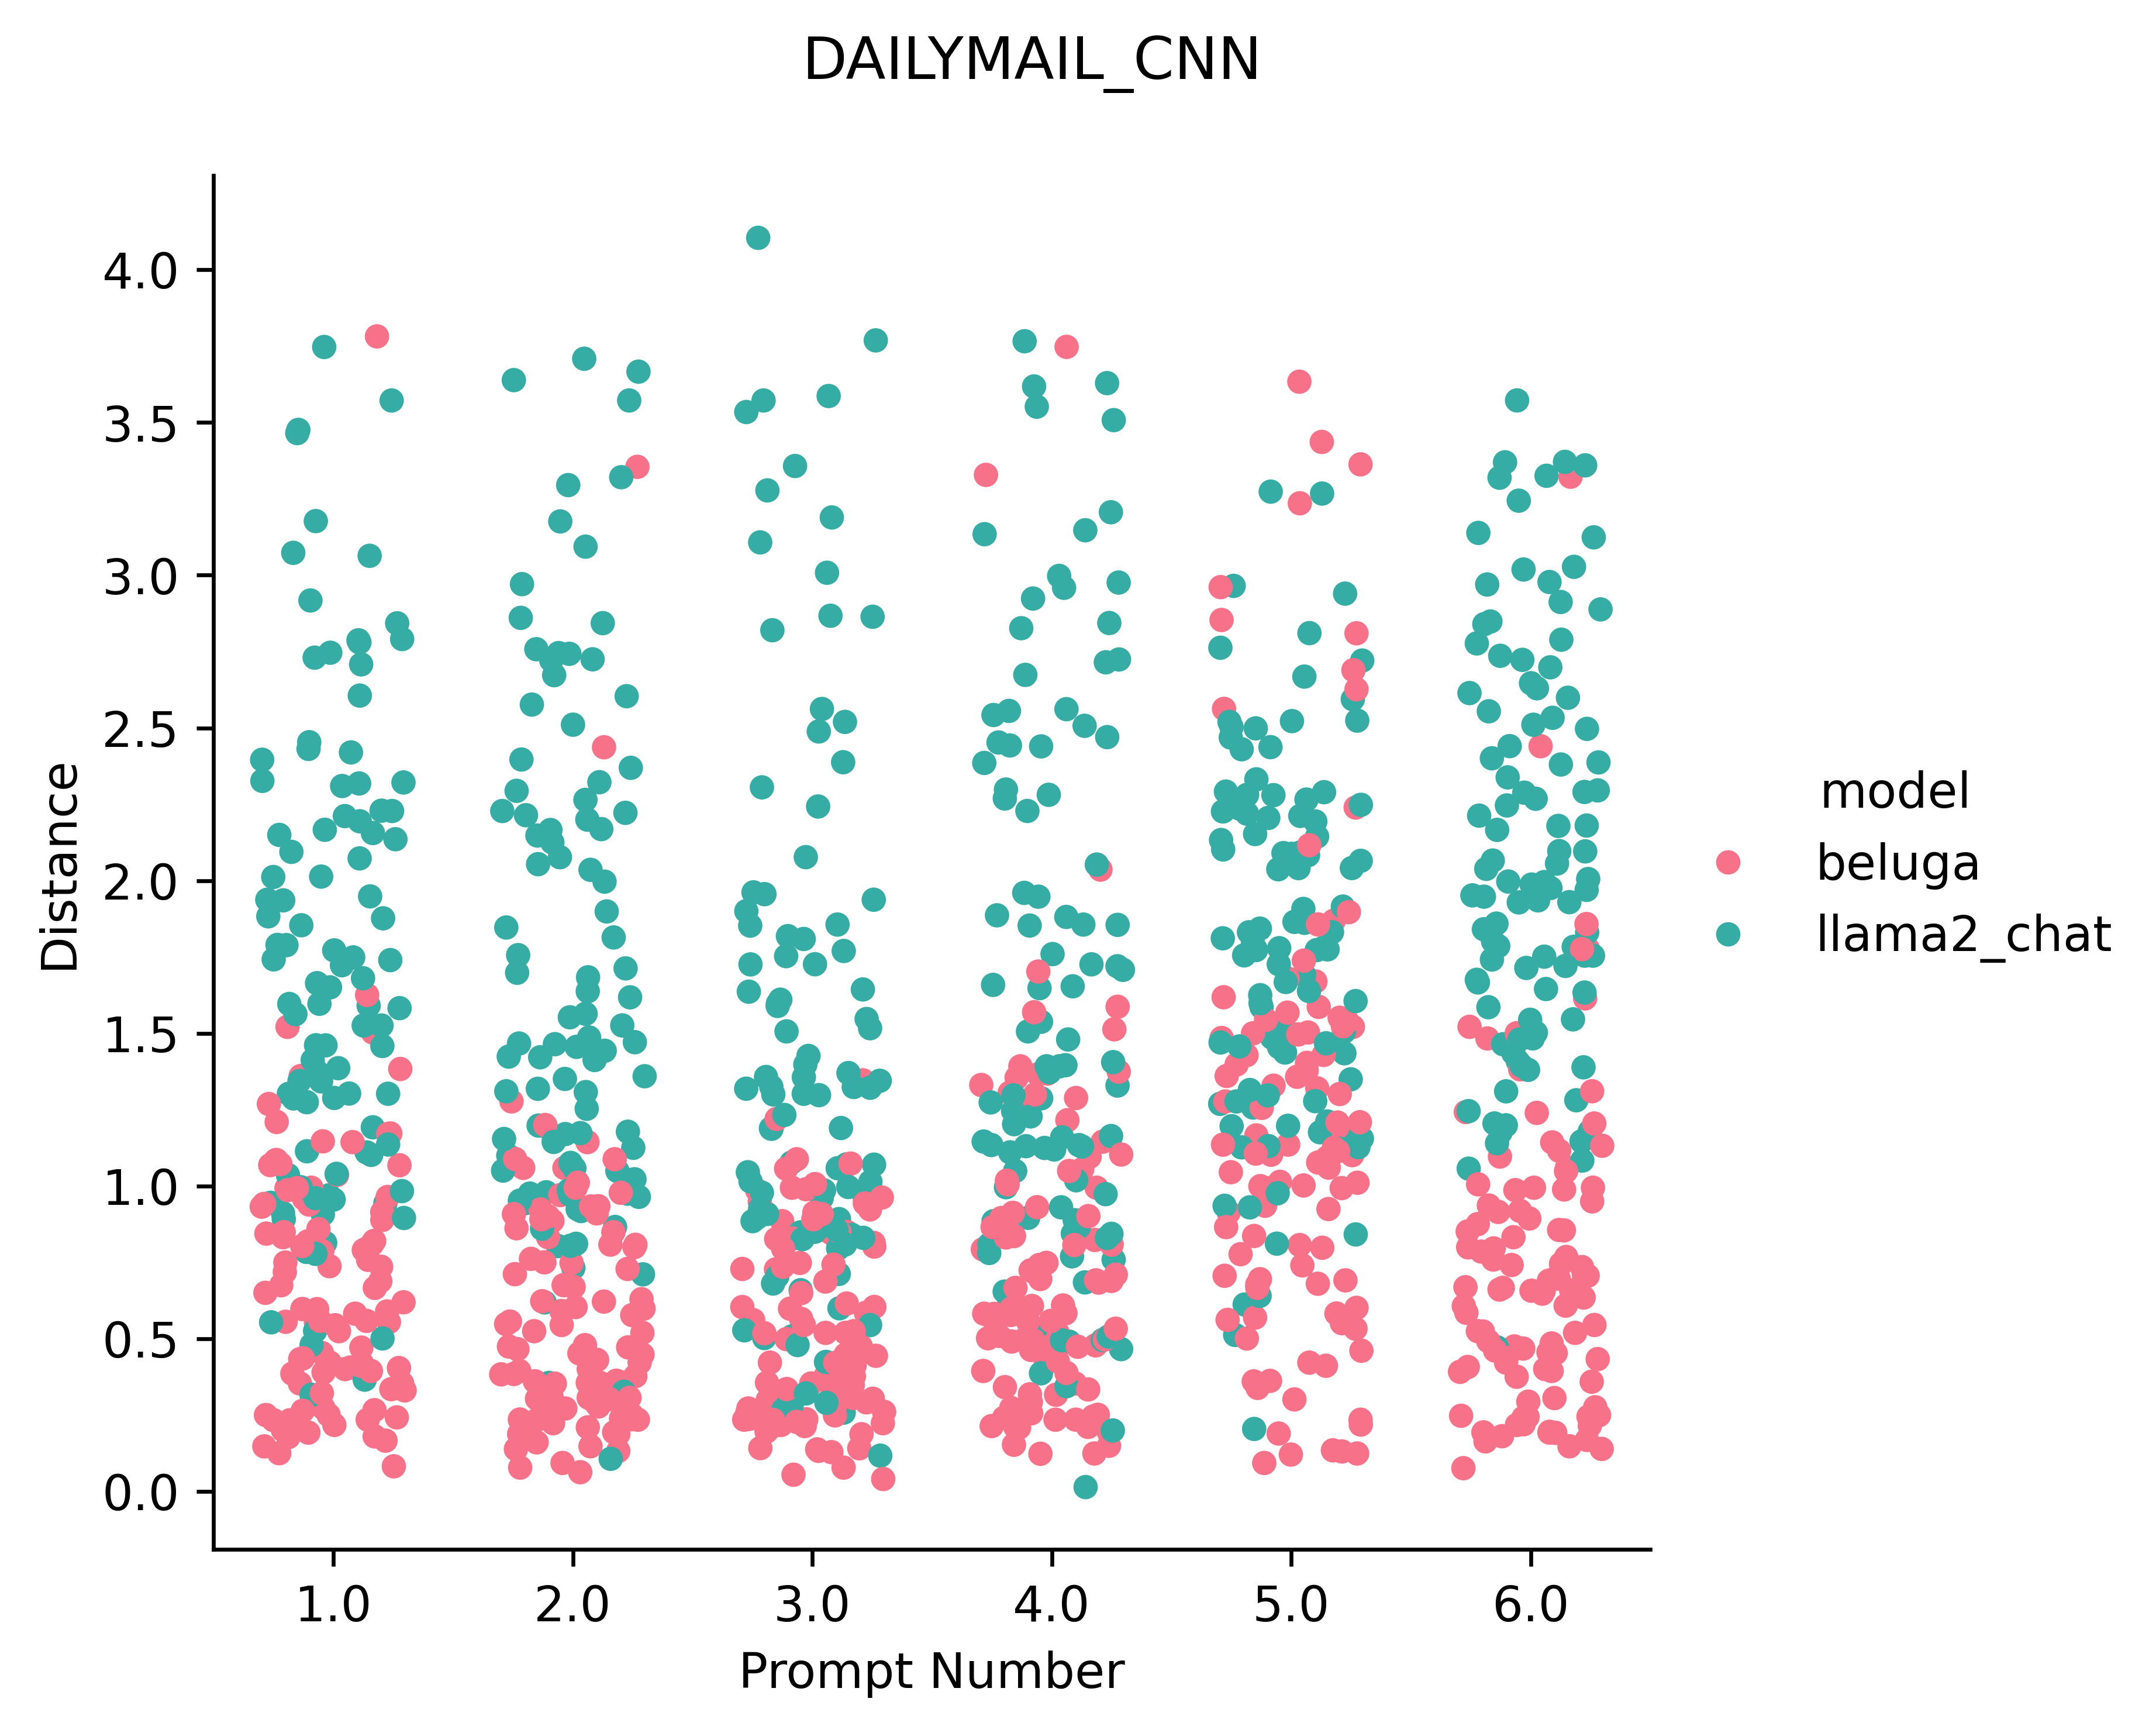 DAILYMAIL_CNN
4.0
3.5
3.0
2.5
2.0
1.5
1.0
0.5
0.0
Distance
1.0 2.0 3.0 4.0 5.0 6.0
Prompt Number
model
beluga
llama2_chat